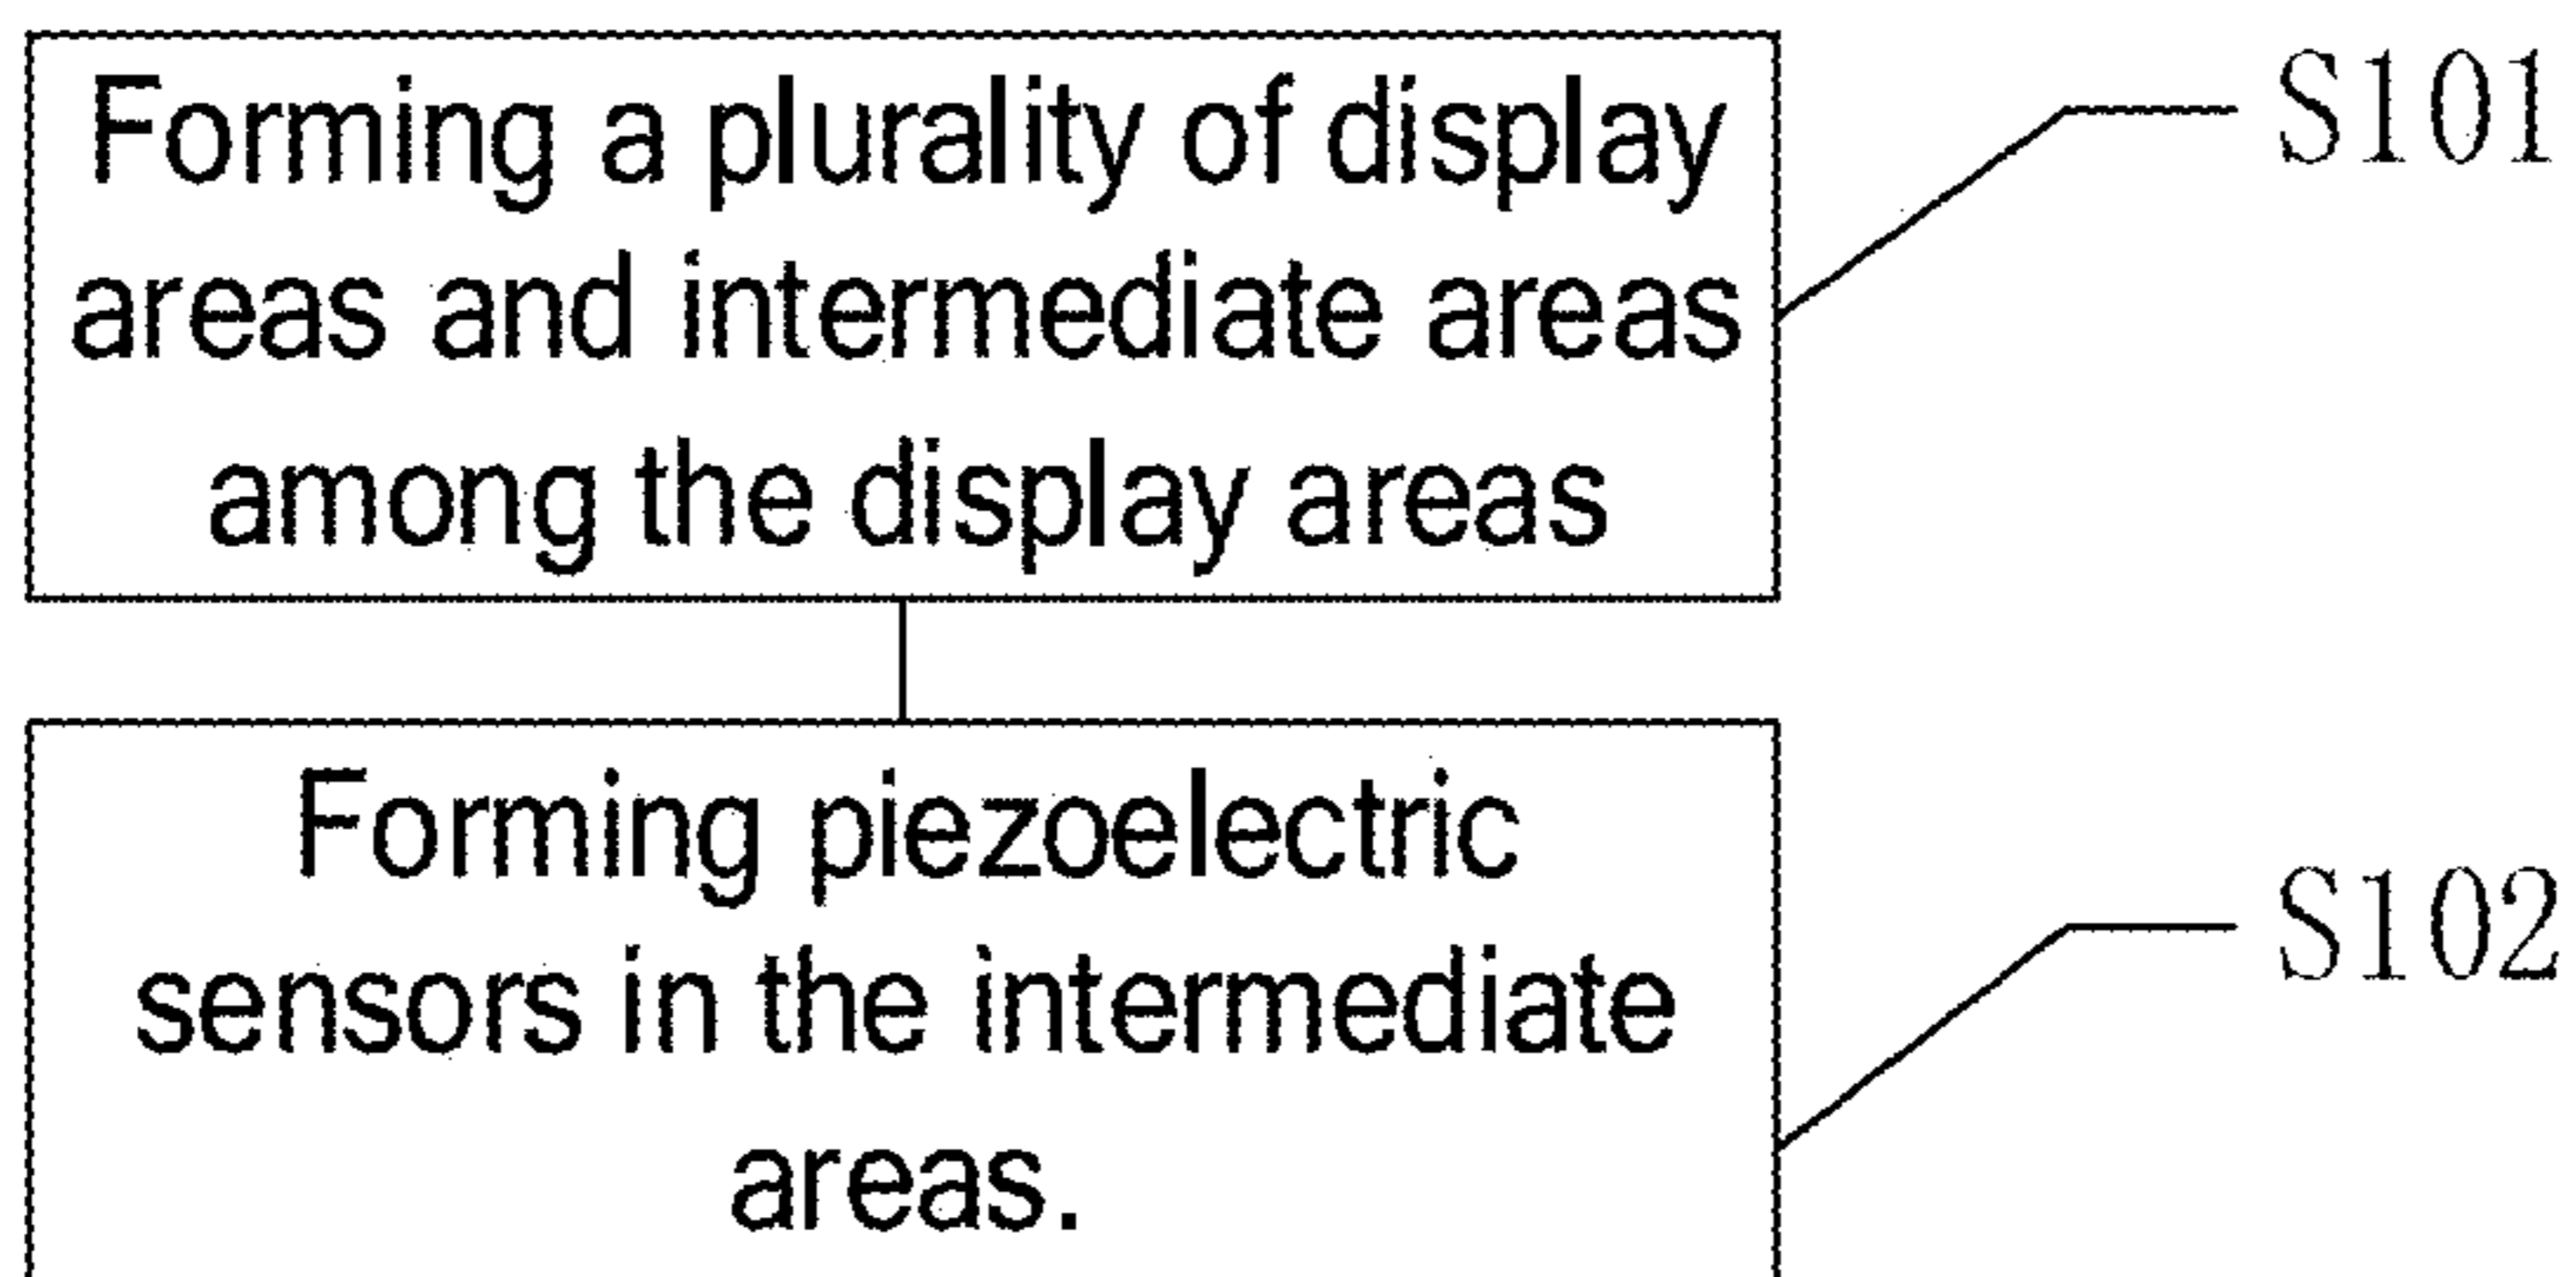 Forming a plurality of display
areas and intermediate areas
among the display areas
S101
Forming piezoelectric
sensors in the intermediate
areas.
S102